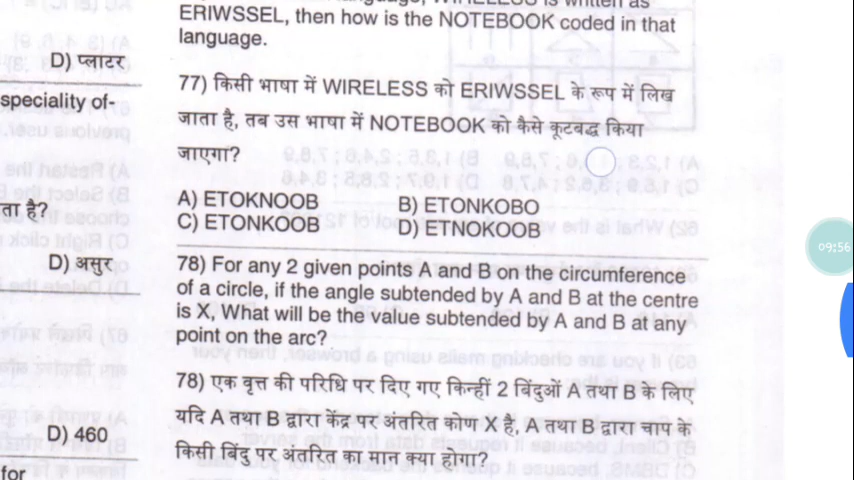 ERIWSSEL, then how is the NOTEBOOK coded in that
language.
D) प्लाटर
77) किसी भाषा में WIRELESS को ERIWSSEL के रूप में लिख
speciality of-
जाता है, तब उस भाषा में NOTEBOOK को कैसे कूटबद्ध किया
जाएगा?
A) ETOKNOOB B) ETONKOBO
ता है?
C) ETONKOOB D) ETNOKOOB
D) असुर
78) For any 2 given points A and B on the circumference
of a circle, if the angle subtended by A and B at the centre
is X, What will be the value subtended by A and B at any
point on the arc?
78) एक वृत्त की परिधि पर दिए गए किन्हीं 2 बिंदुओं A तथा B के लिए
यदि A तथा B द्वारा केंद्र पर अंतरित कोण X है, A तथा B द्वारा चाप के
D) 460
किसी बिंदु पर अंतरित का मान क्या होगा?
for
09:56